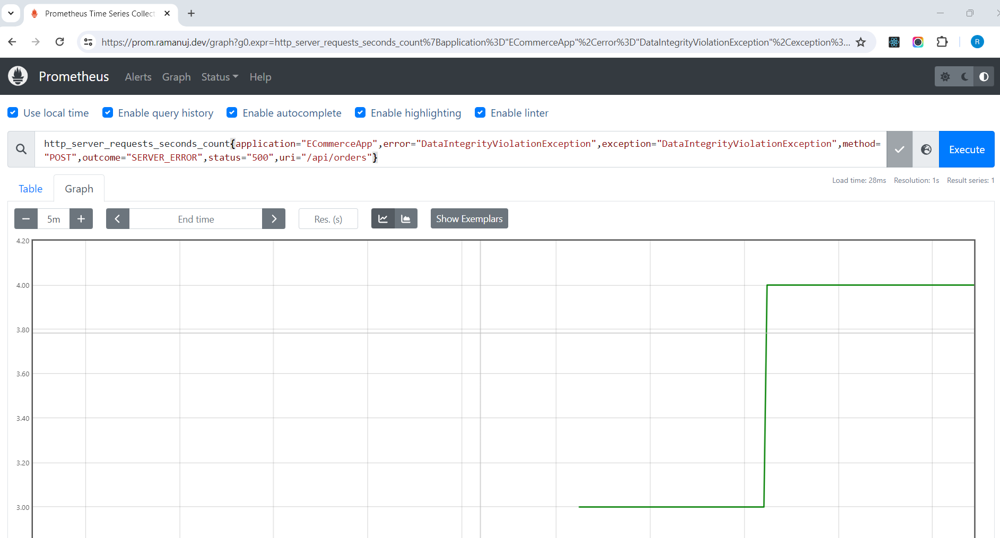 Prometheus Time Series Collect
https://prom.ramanuj.dev/graph?g0.expr=http_server_requests_seconds_count%7Bapplication%3D"ECommerceApp"%2Cerror%3D"DataIntegrityViolationException"%2Cexception%3...
R
Prometheus Alerts Graph Status Help
Use local time Enable query history Enable autocomplete Enable highlighting Enable linter
http_server_requests_seconds_count{application="ECommerceApp",error="DataIntegrityViolationException",exception="DataIntegrityViolationException",method=
"POST",outcome="SERVER_ERROR",status="500",uri="/api/orders"}
Execute
Load time: 28ms Resolution: 1s Result series: 1
Table Graph
5m End time Res. (s) Show Exemplars
4.20
4.00
3.80
3.60
3.40
3.20
3.00